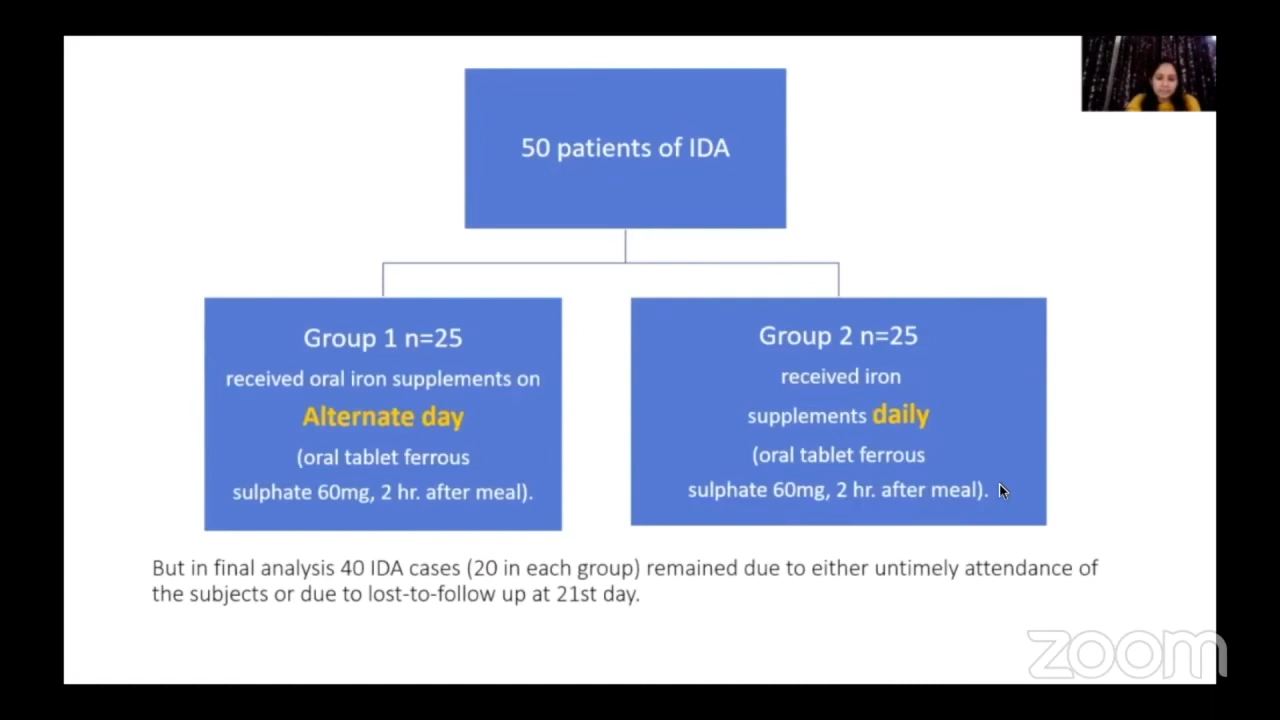 50 patients of IDA
Group 1 n=25
received oral iron supplements on
Alternate day
(oral tablet ferrous
sulphate 60mg, 2 hr. after meal).
Group 2 n=25
received iron
supplements daily
(oral tablet ferrous
sulphate 60mg, 2 hr. after meal).
But in final analysis 40 IDA cases (20 in each group) remained due to either untimely attendance of
the subjects or due to lost-to-follow up at 21st day.
zoom